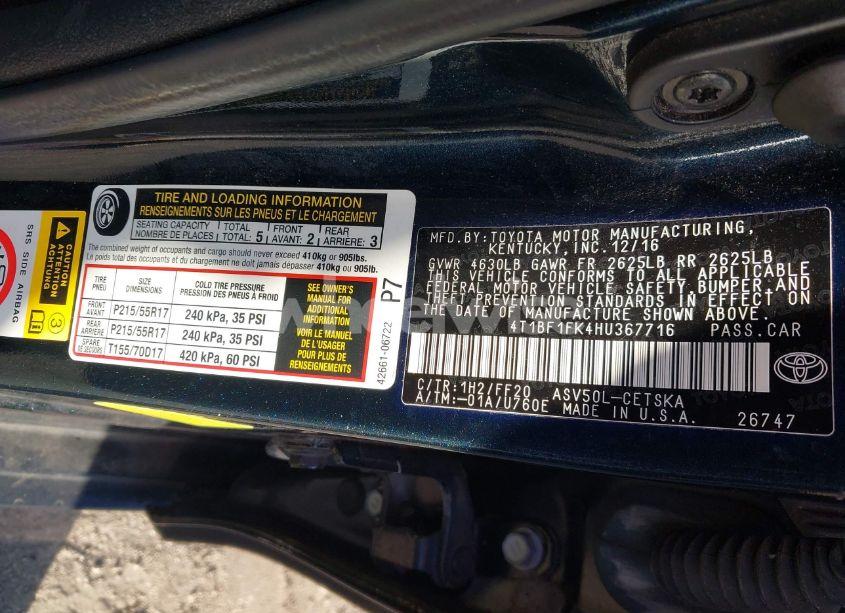 SRS SIDE AIRBAG
CAUTION
ATTENTION
ACHTUNG
3
TIRE AND LOADING INFORMATION
RENSEIGNEMENTS SUR LES PNEUS ET LE CHARGEMENT
SEATING CAPACITY
NOMBRE DE PLACES
TOTAL
TOTAL: 5
FRONT
AVANT: 2
REAR
ARRIERE: 3
The combined weight of occupants and cargo should never exceed 410kg or 905lbs.
Le poids total des occupants et du chargement ne doit jamais dépasser 410kg or 905lb.
TIRE
PNEU
SIZE
DIMENSIONS
COLD TIRE PRESSURE
PRESSION DES PNEUS À FROID
FRONT
AVANT
P215/55R17
240 kPa, 35 PSI
REAR
ARRIERE
P215/55R17
240 kPa, 35 PSI
SPARE
DE SECOURS
T155/70D17
420 kPa, 60 PSI
SEE OWNER'S
MANUAL FOR
ADDITIONAL
INFORMATION
VOIR LE MANUEL
DE L'USAGER
POUR PLUS DE
RENSEIGNEMENTS
42661-06722 P7
MFD.BY:TOYOTA MOTOR MANUFACTURING,
KENTUCKY, INC. 12/16
GVWR 4630LB GAWR FR 2625LB RR 2625LB
THIS VEHICLE CONFORMS TO ALL APPLICABLE
FEDERAL MOTOR VEHICLE SAFETY,BUMPER,AND
THEFT PREVENTION STANDARDS IN EFFECT
ON THE DATE OF MANUFACTURE SHOWN ABOVE.
4T1BF1FK4HU367716 PASS.CAR
C/TR:1H2/FF20 ASV50L-CETSKA
A/TM:-01A/U760E MADE IN U.S.A.
26747